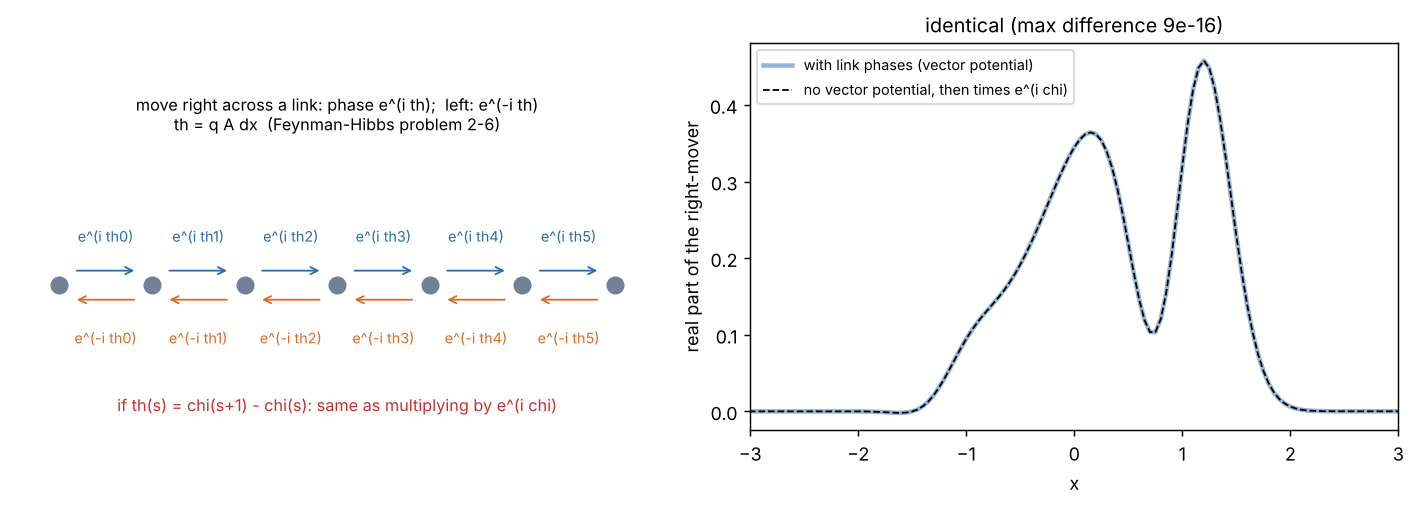 move right across a link: phase e^(i th);  left: e^(-i th)
th = q A dx  (Feynman-Hibbs problem 2-6)
e^(i th0) e^(i th1) e^(i th2) e^(i th3) e^(i th4) e^(i th5)
e^(-i th0) e^(-i th1) e^(-i th2) e^(-i th3) e^(-i th4) e^(-i th5)
if th(s) = chi(s+1) - chi(s): same as multiplying by e^(i chi)
identical (max difference 9e-16)
with link phases (vector potential)
no vector potential, then times e^(i chi)
real part of the right-mover
0.4
0.3
0.2
0.1
0.0
−3 −2 −1 0 1 2 3
x